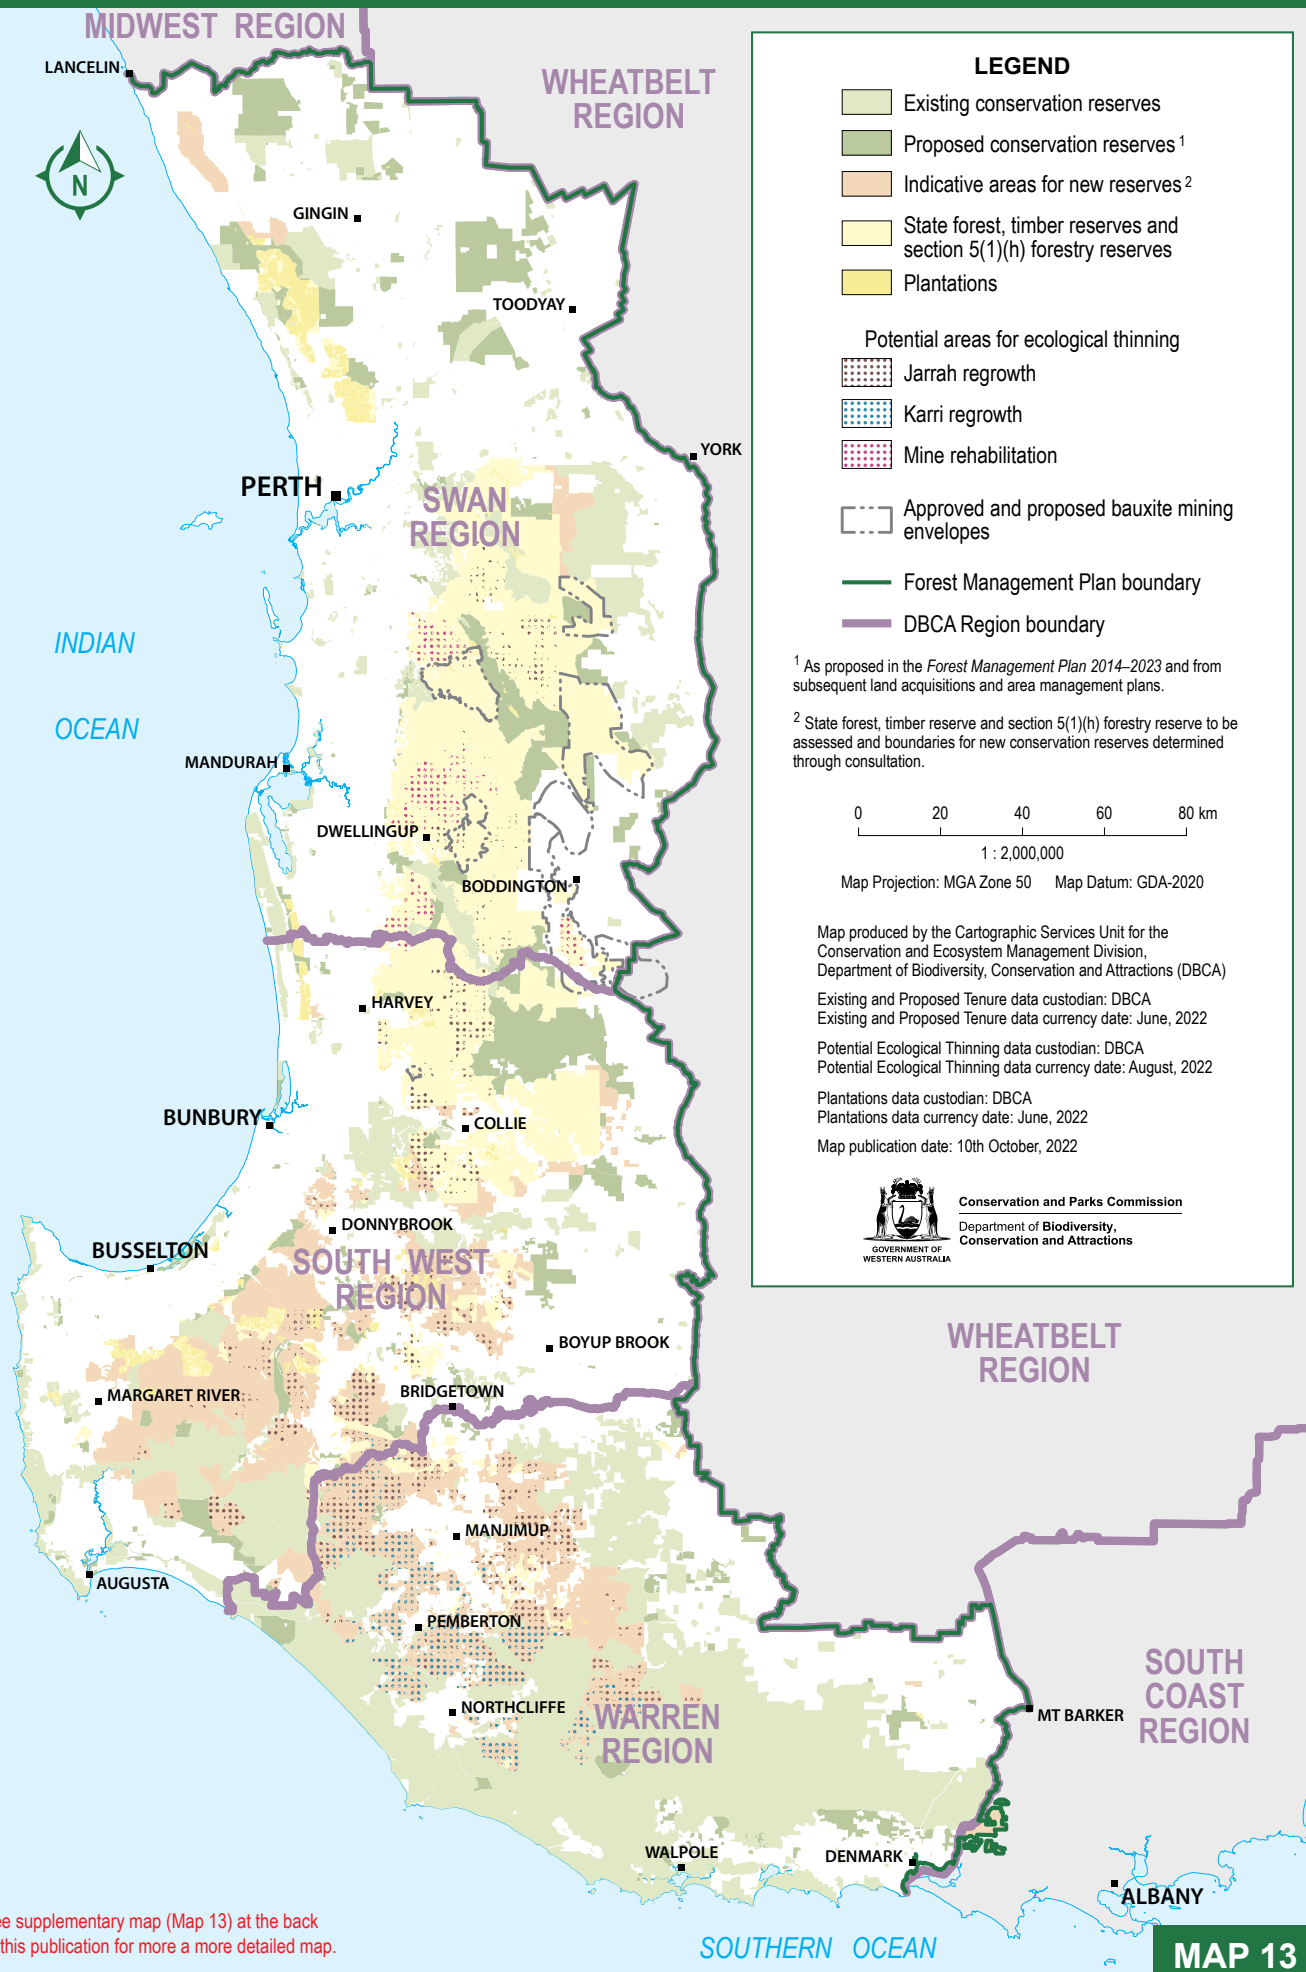 MIDWEST REGION
LANCELIN
WHEATBELT
REGION
N
GINGIN
TOODYAY
YORK
PERTH
SWAN
REGION
INDIAN
OCEAN
MANDURAH
DWELLINGUP
BODDINGTON
HARVEY
BUNBURY
COLLIE
DONNYBROOK
BUSSELTON
SOUTH WEST
REGION
BOYUP BROOK
MARGARET RIVER
BRIDGETOWN
WHEATBELT
REGION
MANJIMUP
AUGUSTA
PEMBERTON
NORTHCLIFFE
WARREN
REGION
SOUTH
COAST
REGION
MT BARKER
WALPOLE
DENMARK
ALBANY
SOUTHERN OCEAN
LEGEND
Existing conservation reserves
Proposed conservation reserves 1
Indicative areas for new reserves 2
State forest, timber reserves and
section 5(1)(h) forestry reserves
Plantations
Potential areas for ecological thinning
Jarrah regrowth
Karri regrowth
Mine rehabilitation
Approved and proposed bauxite mining
envelopes
Forest Management Plan boundary
DBCA Region boundary
1 As proposed in the Forest Management Plan 2014–2023 and from
subsequent land acquisitions and area management plans.
2 State forest, timber reserve and section 5(1)(h) forestry reserve to be
assessed and boundaries for new conservation reserves determined
through consultation.
0 20 40 60 80 km
1 : 2,000,000
Map Projection: MGA Zone 50 Map Datum: GDA-2020
Map produced by the Cartographic Services Unit for the
Conservation and Ecosystem Management Division,
Department of Biodiversity, Conservation and Attractions (DBCA)
Existing and Proposed Tenure data custodian: DBCA
Existing and Proposed Tenure data currency date: June, 2022
Potential Ecological Thinning data custodian: DBCA
Potential Ecological Thinning data currency date: August, 2022
Plantations data custodian: DBCA
Plantations data currency date: June, 2022
Map publication date: 10th October, 2022
GOVERNMENT OF
WESTERN AUSTRALIA
Conservation and Parks Commission
Department of Biodiversity,
Conservation and Attractions
ee supplementary map (Map 13) at the back
this publication for more a more detailed map.
MAP 13